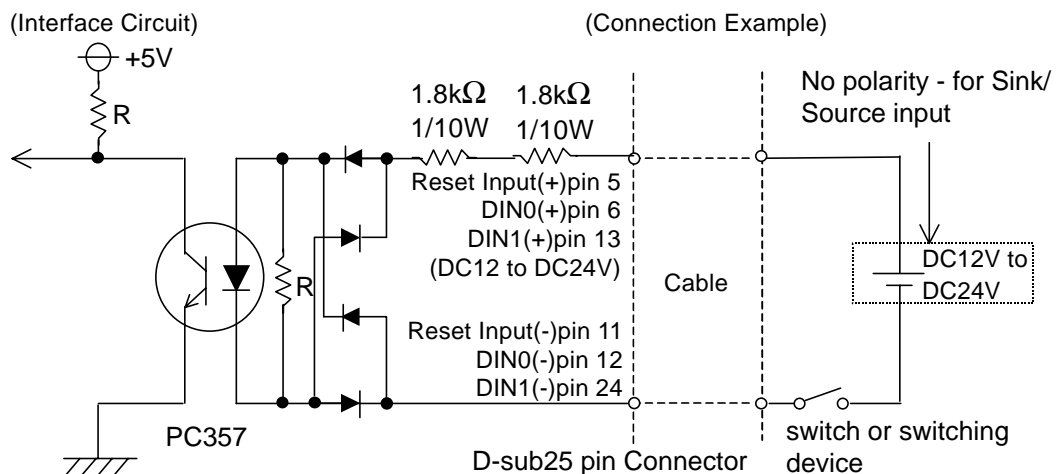 (Interface Circuit)
(Connection Example)
+5V
R
1.8kΩ
1/10W
1.8kΩ
1/10W
No polarity - for Sink/
Source input
Reset Input(+)pin 5
DIN0(+)pin 6
DIN1(+)pin 13
(DC12 to DC24V)
R
Cable
DC12V to
DC24V
Reset Input(-)pin 11
DIN0(-)pin 12
DIN1(-)pin 24
PC357
D-sub25 pin Connector
switch or switching
device